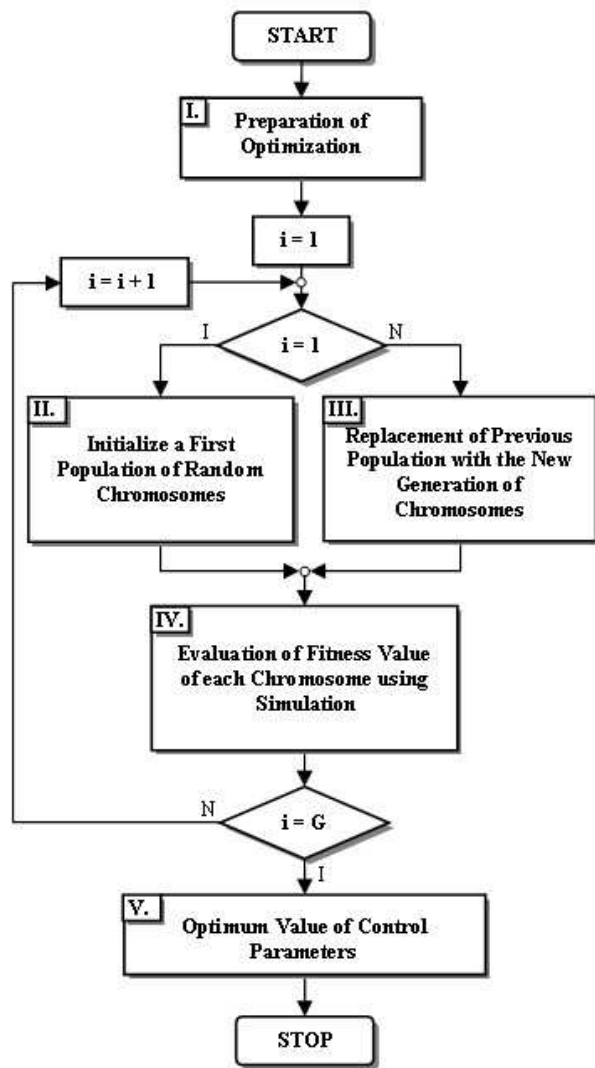 START
I.
Preparation of
Optimization
i = 1
i = i + 1
i = 1
I
N
II.
Initialize a First
Population of Random
Chromosomes
III.
Replacement of Previous
Population with the New
Generation of
Chromosomes
IV.
Evaluation of Fitness Value
of each Chromosome using
Simulation
i = G
N
I
V.
Optimum Value of Control
Parameters
STOP